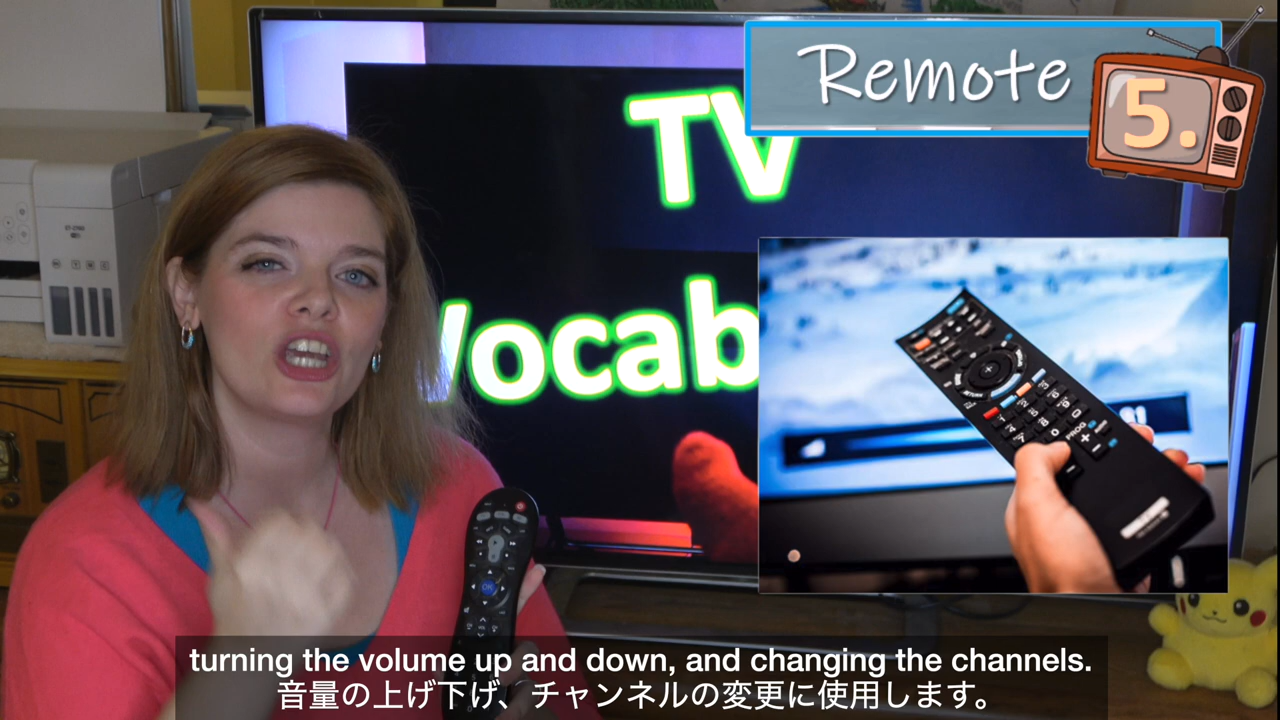 Remote
5.
TV
Vocab
turning the volume up and down, and changing the channels.
音量の上げ下げ、チャンネルの変更に使用します。